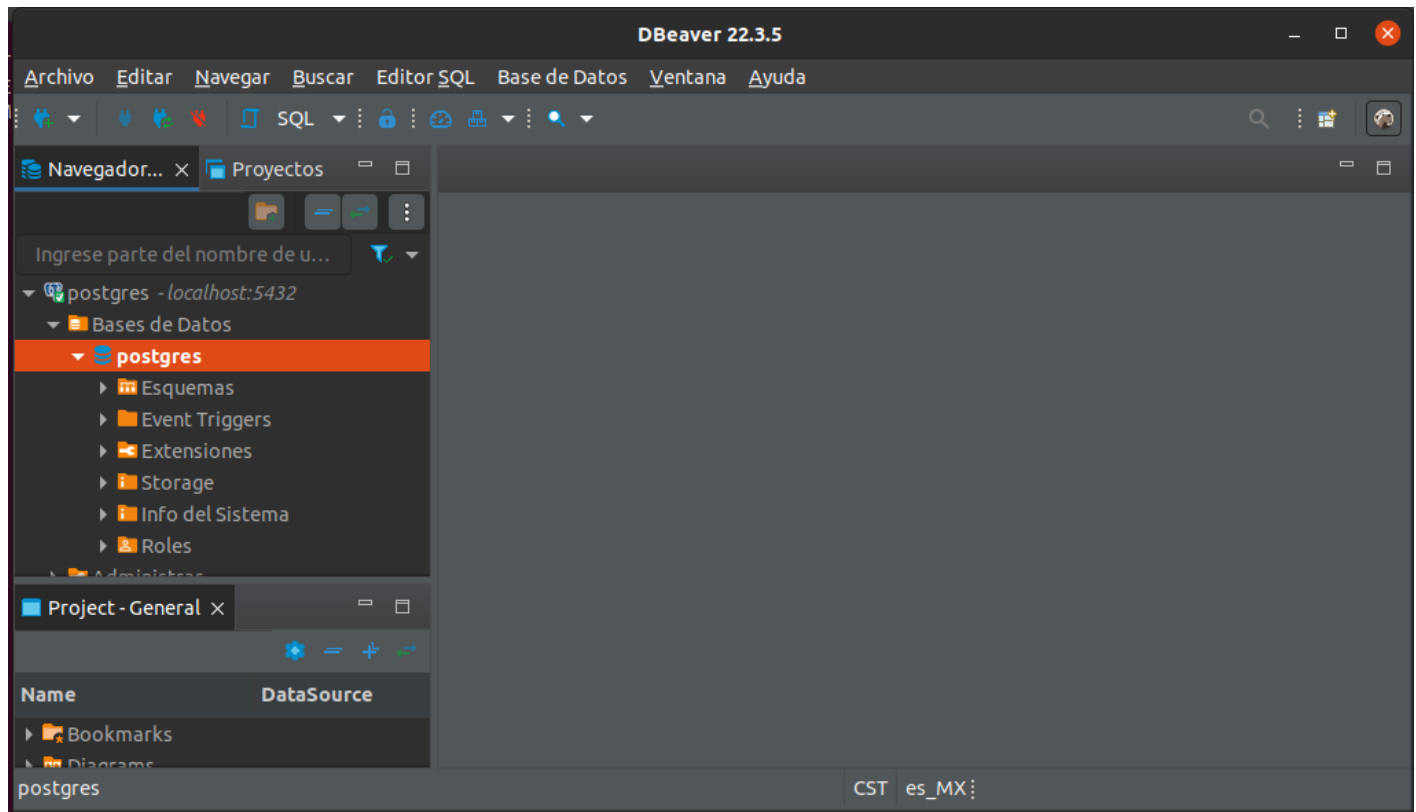 DBeaver 22.3.5
Archivo Editar Navegar Buscar Editor SQL Base de Datos Ventana Ayuda
SQL
Navegador... Proyectos
Ingrese parte del nombre de u...
postgres - localhost:5432
Bases de Datos
postgres
Esquemas
Event Triggers
Extensiones
Storage
Info del Sistema
Roles
Administrar
Project - General
Name DataSource
Bookmarks
Diagrams
postgres CST es_MX